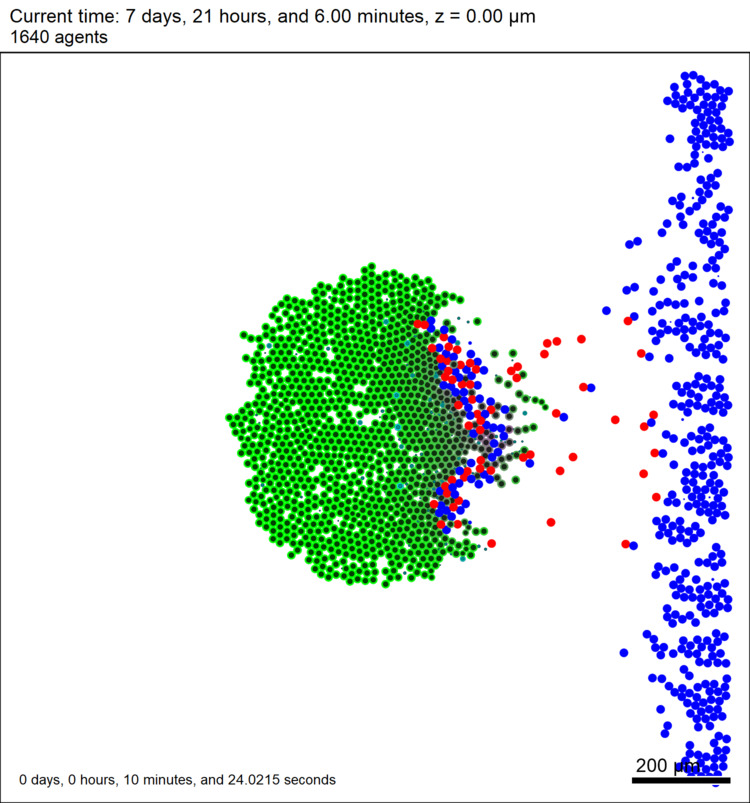 Current time: 7 days, 21 hours, and 6.00 minutes, z = 0.00 µm
1640 agents
200 µm
0 days, 0 hours, 10 minutes, and 24.0215 seconds